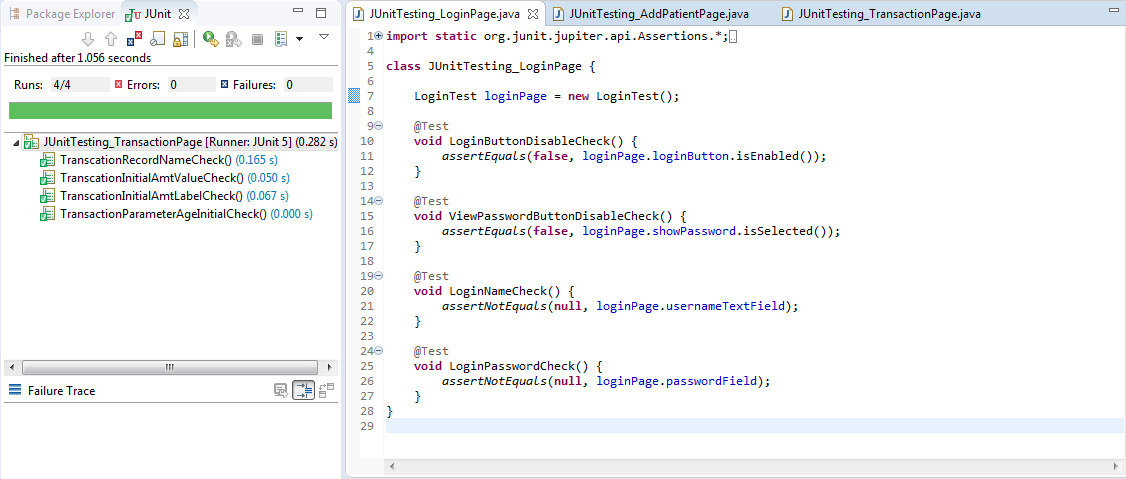 Package Explorer JUnit
Finished after 1.056 seconds
Runs: 4/4 Errors: 0 Failures: 0
JUnitTesting_TransactionPage [Runner: JUnit 5] (0.282 s)
TranscationRecordNameCheck() (0.165 s)
TranscationInitialAmtValueCheck() (0.050 s)
TranscationInitialAmtLabelCheck() (0.067 s)
TransactionParameterAgeInitialCheck() (0.000 s)
Failure Trace
JUnitTesting_LoginPage.java JUnitTesting_AddPatientPage.java JUnitTesting_TransactionPage.java
1 import static org.junit.jupiter.api.Assertions.*;
4
5 class JUnitTesting_LoginPage {
6
7 LoginTest loginPage = new LoginTest();
8
9 @Test
10 void LoginButtonDisableCheck() {
11 assertEquals(false, loginPage.loginButton.isEnabled());
12 }
13
14 @Test
15 void ViewPasswordButtonDisableCheck() {
16 assertEquals(false, loginPage.showPassword.isSelected());
17 }
18
19 @Test
20 void LoginNameCheck() {
21 assertNotEquals(null, loginPage.usernameTextField);
22 }
23
24 @Test
25 void LoginPasswordCheck() {
26 assertNotEquals(null, loginPage.passwordField);
27 }
28 }
29